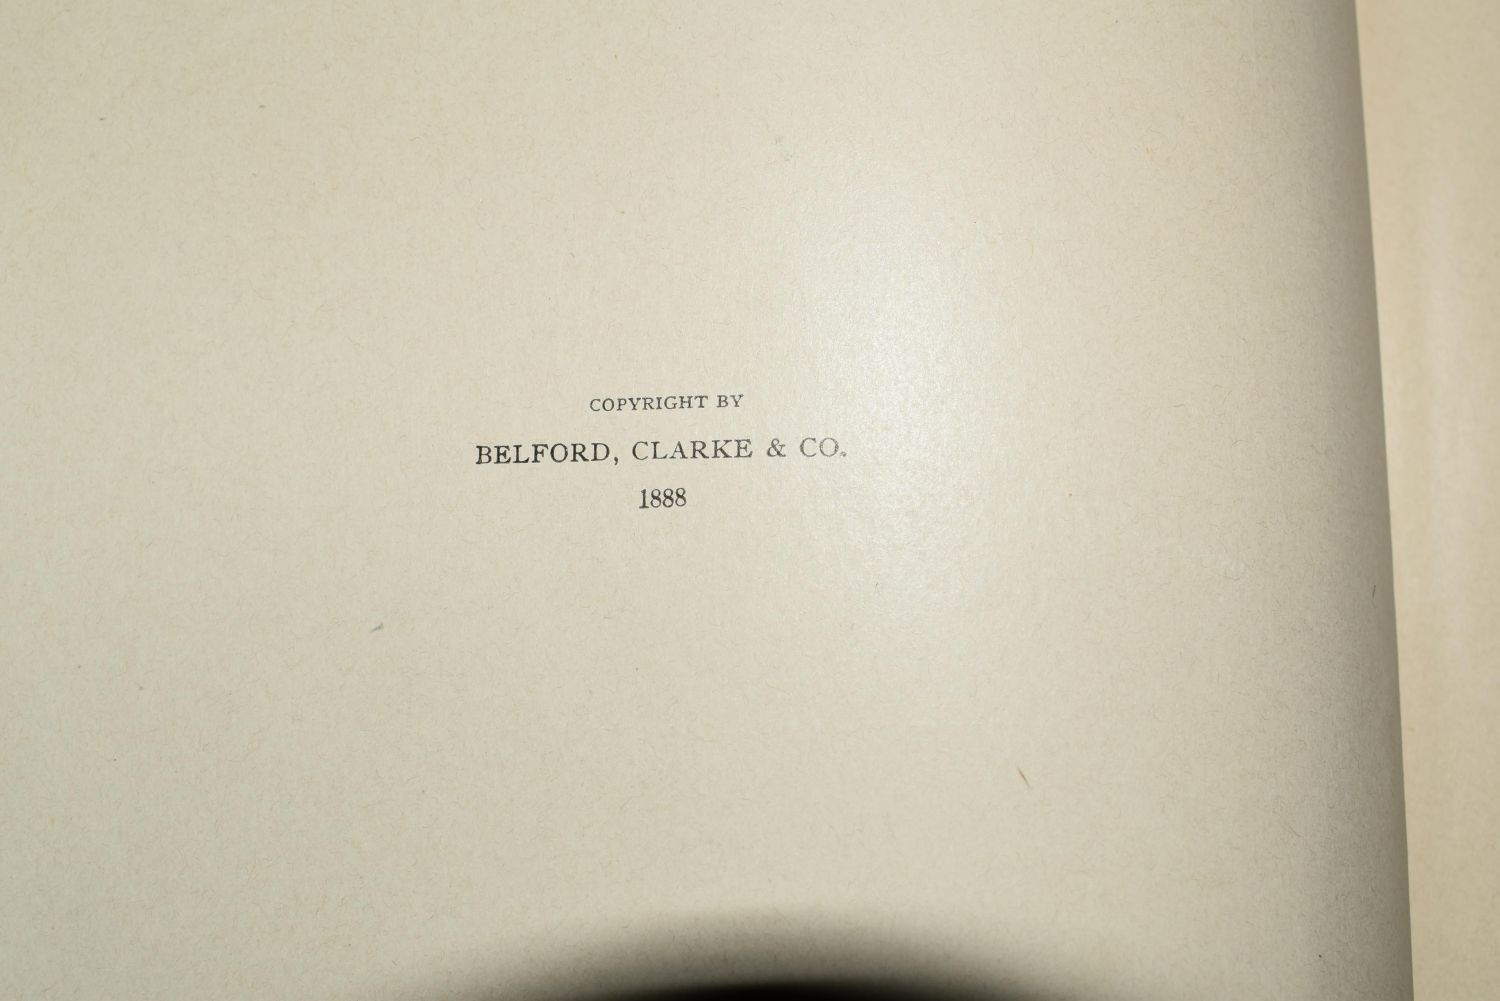 COPYRIGHT BY
BELFORD, CLARKE & CO.
1888